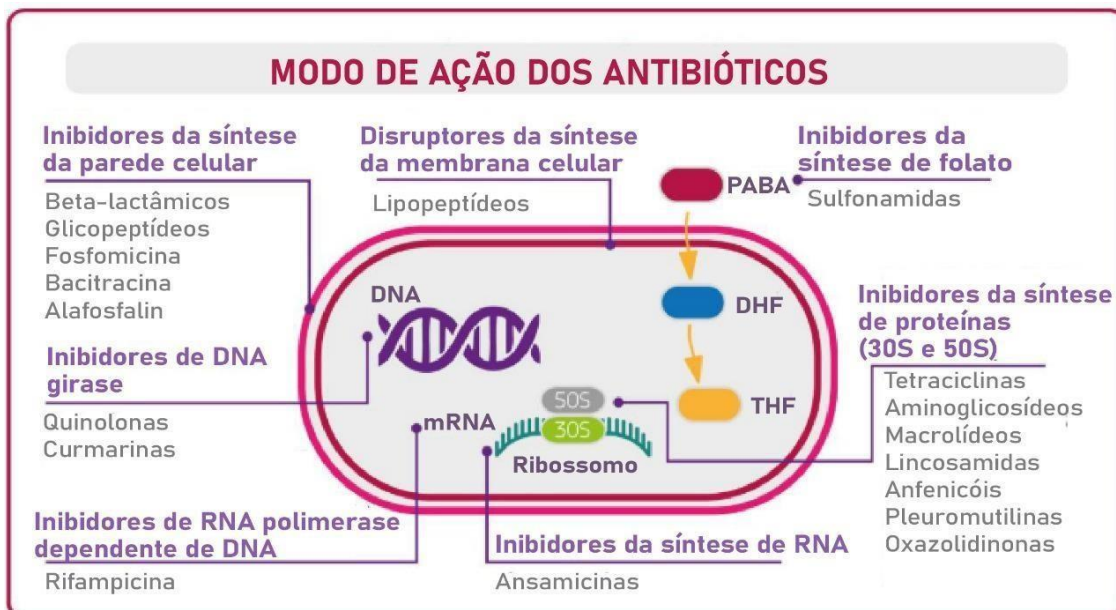 MODO DE AÇÃO DOS ANTIBIÓTICOS
Inibidores da síntese
da parede celular
Beta-lactâmicos
Glicopeptídeos
Fosfomicina
Bacitracina
Alafosfalin
Disruptores da síntese
da membrana celular
Lipopeptídeos
PABA
Inibidores da
síntese de folato
Sulfonamidas
DNA
DHF
Inibidores da síntese
de proteínas
(30S e 50S)
Tetraciclinas
Aminoglicosídeos
Macrolídeos
Lincosamidas
Anfenicóis
Pleuromutilinas
Oxazolidinonas
Inibidores de DNA
girase
Quinolonas
Curmarinas
50S
THF
mRNA
30S
Ribossomo
Inibidores de RNA polimerase
dependente de DNA
Rifampicina
Inibidores da síntese de RNA
Ansamicinas